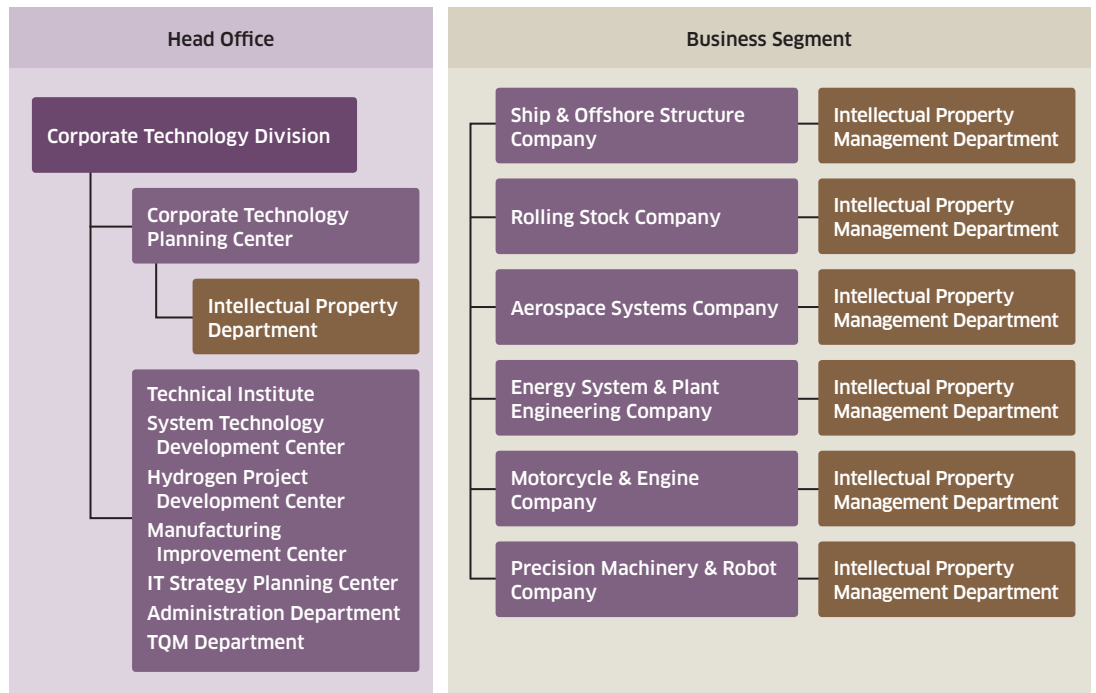 Head Office
Corporate Technology Division
Corporate Technology
Planning Center
Intellectual Property
Department
Technical Institute
System Technology
Development Center
Hydrogen Project
Development Center
Manufacturing
Improvement Center
IT Strategy Planning Center
Administration Department
TQM Department
Business Segment
Ship & Offshore Structure
Company
Intellectual Property
Management Department
Rolling Stock Company
Intellectual Property
Management Department
Aerospace Systems Company
Intellectual Property
Management Department
Energy System & Plant
Engineering Company
Intellectual Property
Management Department
Motorcycle & Engine
Company
Intellectual Property
Management Department
Precision Machinery & Robot
Company
Intellectual Property
Management Department